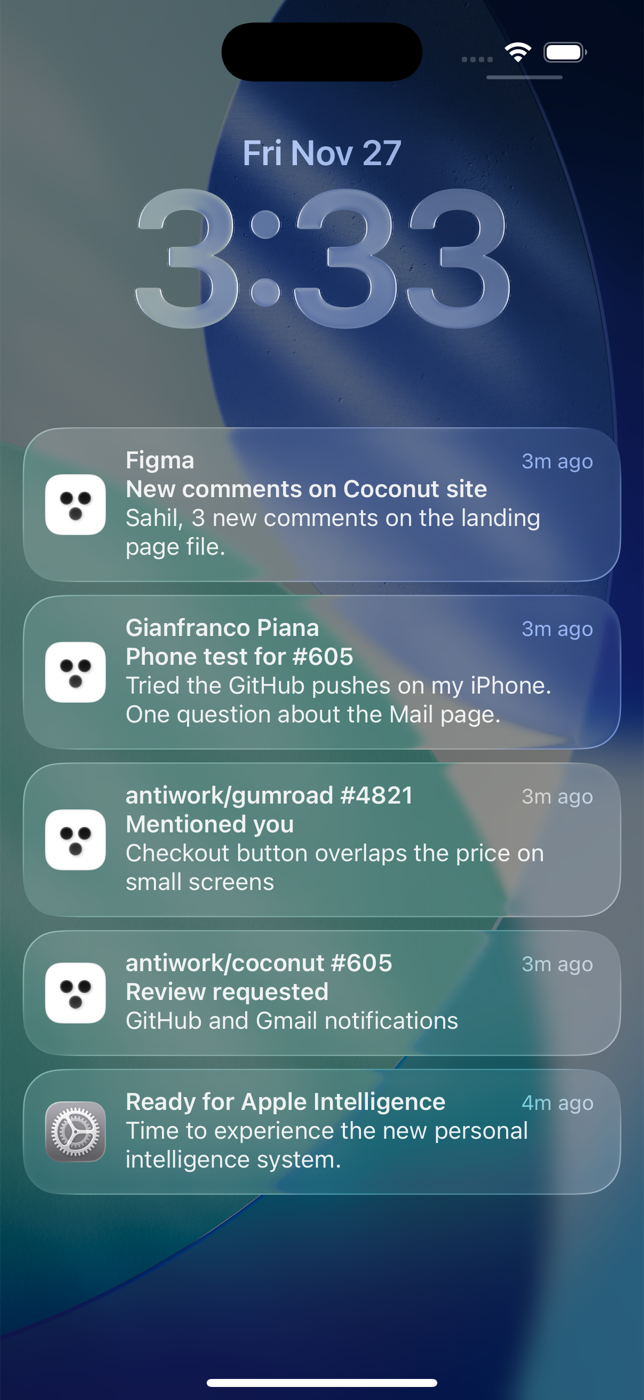 Fri Nov 27
3:33
Figma
3m ago
New comments on Coconut site
Sahil, 3 new comments on the landing
page file.
Gianfranco Piana
3m ago
Phone test for #605
Tried the GitHub pushes on my iPhone.
One question about the Mail page.
antiwork/gumroad #4821
3m ago
Mentioned you
Checkout button overlaps the price on
small screens
antiwork/coconut #605
3m ago
Review requested
GitHub and Gmail notifications
Ready for Apple Intelligence
4m ago
Time to experience the new personal
intelligence system.